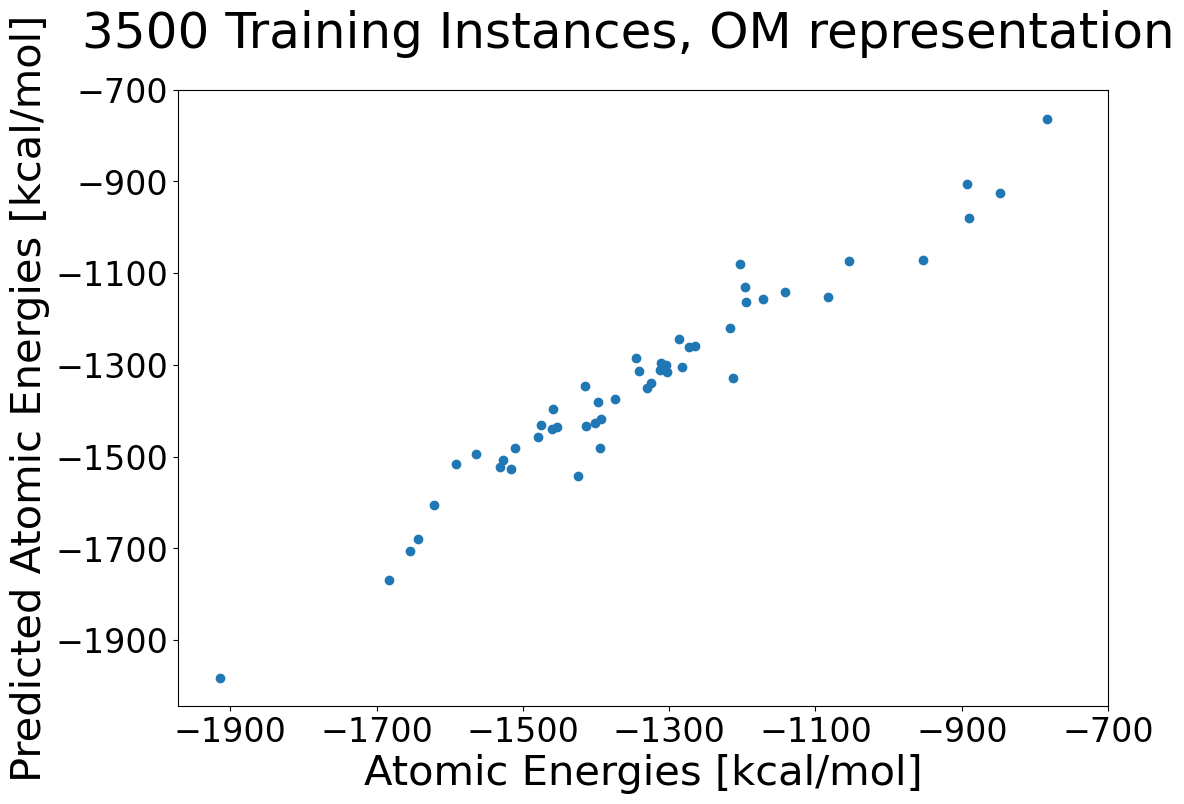 3500 Training Instances, OM representation
Predicted Atomic Energies [kcal/mol]
−700
−900
−1100
−1300
−1500
−1700
−1900
−1900 −1700 −1500 −1300 −1100 −900 −700
Atomic Energies [kcal/mol]